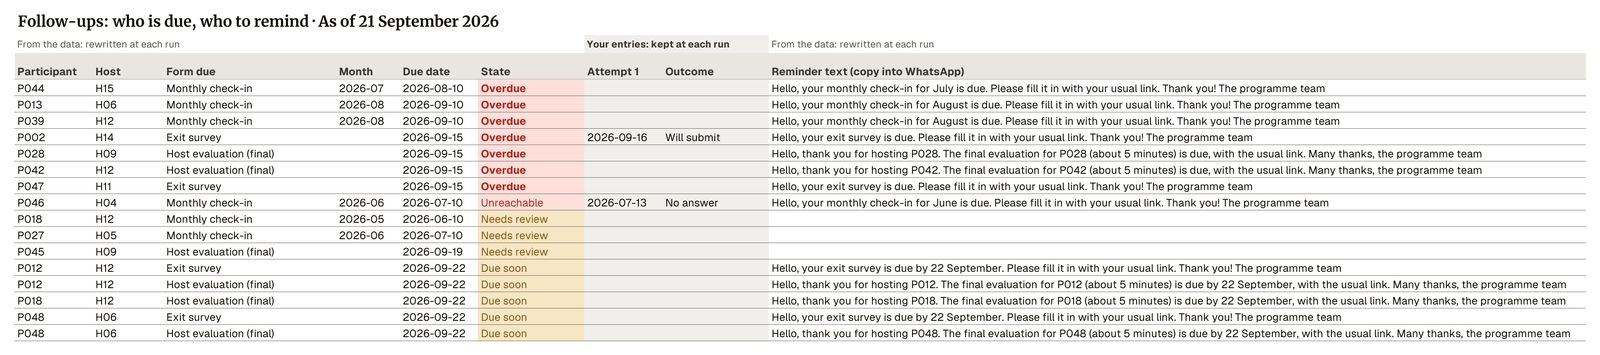 Follow-ups: who is due, who to remind · As of 21 September 2026
From the data: rewritten at each run Your entries: kept at each run From the data: rewritten at each run
Participant Host Form due Month Due date State Attempt 1 Outcome Reminder text (copy into WhatsApp)
P044 H15 Monthly check-in 2026-07 2026-08-10 Overdue Hello, your monthly check-in for July is due. Please fill it in with your usual link. Thank you! The programme team
P013 H06 Monthly check-in 2026-08 2026-09-10 Overdue Hello, your monthly check-in for August is due. Please fill it in with your usual link. Thank you! The programme team
P039 H12 Monthly check-in 2026-08 2026-09-10 Overdue Hello, your monthly check-in for August is due. Please fill it in with your usual link. Thank you! The programme team
P002 H14 Exit survey 2026-09-15 Overdue 2026-09-16 Will submit Hello, your exit survey is due. Please fill it in with your usual link. Thank you! The programme team
P028 H09 Host evaluation (final) 2026-09-15 Overdue Hello, thank you for hosting P028. The final evaluation for P028 (about 5 minutes) is due, with the usual link. Many thanks, the programme team
P042 H12 Host evaluation (final) 2026-09-15 Overdue Hello, thank you for hosting P042. The final evaluation for P042 (about 5 minutes) is due, with the usual link. Many thanks, the programme team
P047 H11 Exit survey 2026-09-15 Overdue Hello, your exit survey is due. Please fill it in with your usual link. Thank you! The programme team
P046 H04 Monthly check-in 2026-06 2026-07-10 Unreachable 2026-07-13 No answer Hello, your monthly check-in for June is due. Please fill it in with your usual link. Thank you! The programme team
P018 H12 Monthly check-in 2026-05 2026-06-10 Needs review
P027 H05 Monthly check-in 2026-06 2026-07-10 Needs review
P045 H09 Host evaluation (final) 2026-09-19 Needs review
P012 H12 Exit survey 2026-09-22 Due soon Hello, your exit survey is due by 22 September. Please fill it in with your usual link. Thank you! The programme team
P012 H12 Host evaluation (final) 2026-09-22 Due soon Hello, thank you for hosting P012. The final evaluation for P012 (about 5 minutes) is due by 22 September, with the usual link. Many thanks, the programme team
P018 H12 Host evaluation (final) 2026-09-22 Due soon Hello, thank you for hosting P018. The final evaluation for P018 (about 5 minutes) is due by 22 September, with the usual link. Many thanks, the programme team
P048 H06 Exit survey 2026-09-22 Due soon Hello, your exit survey is due by 22 September. Please fill it in with your usual link. Thank you! The programme team
P048 H06 Host evaluation (final) 2026-09-22 Due soon Hello, thank you for hosting P048. The final evaluation for P048 (about 5 minutes) is due by 22 September, with the usual link. Many thanks, the programme team